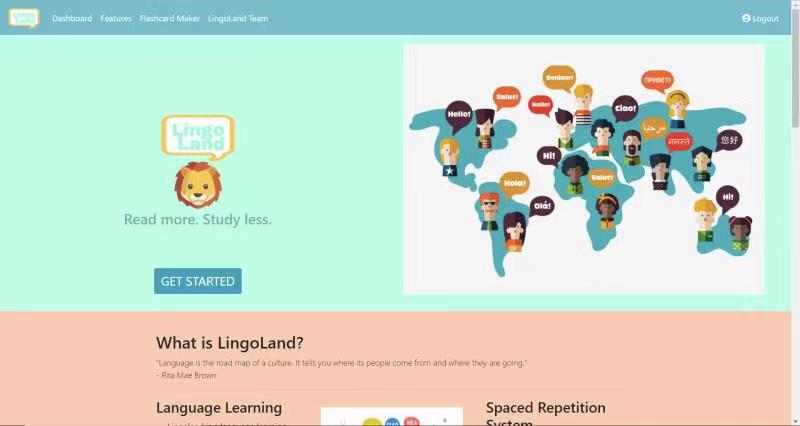 Lingo
Land
Dashboard
Features
Flashcard Maker
LingoLand Team
Logout
Lingo
Land
Read more. Study less.
GET STARTED
Bonjour!
ПРИВЕТ!
Salut!
Hallo!
Hello!
Ciao!
مرحبا
नमस्ते
您好
Hi!
Hola!
Salut!
Olá!
Hi!
What is LingoLand?
"Language is the road map of a culture. It tells you where its people come from and where they are going."
- Rita Mae Brown
Language Learning
Spaced Repetition
System